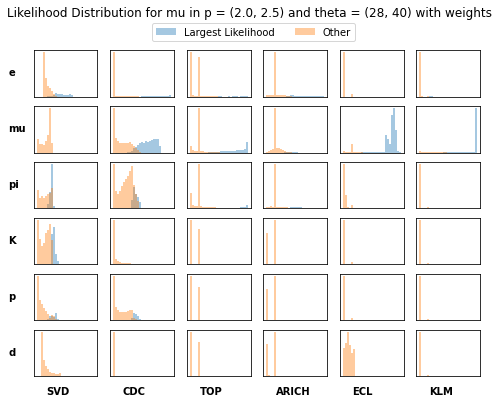 Likelihood Distribution for mu in p = (2.0, 2.5) and theta = (28, 40) with weights
Largest Likelihood Other
e
mu
pi
K
p
d
SVD CDC TOP ARICH ECL KLM